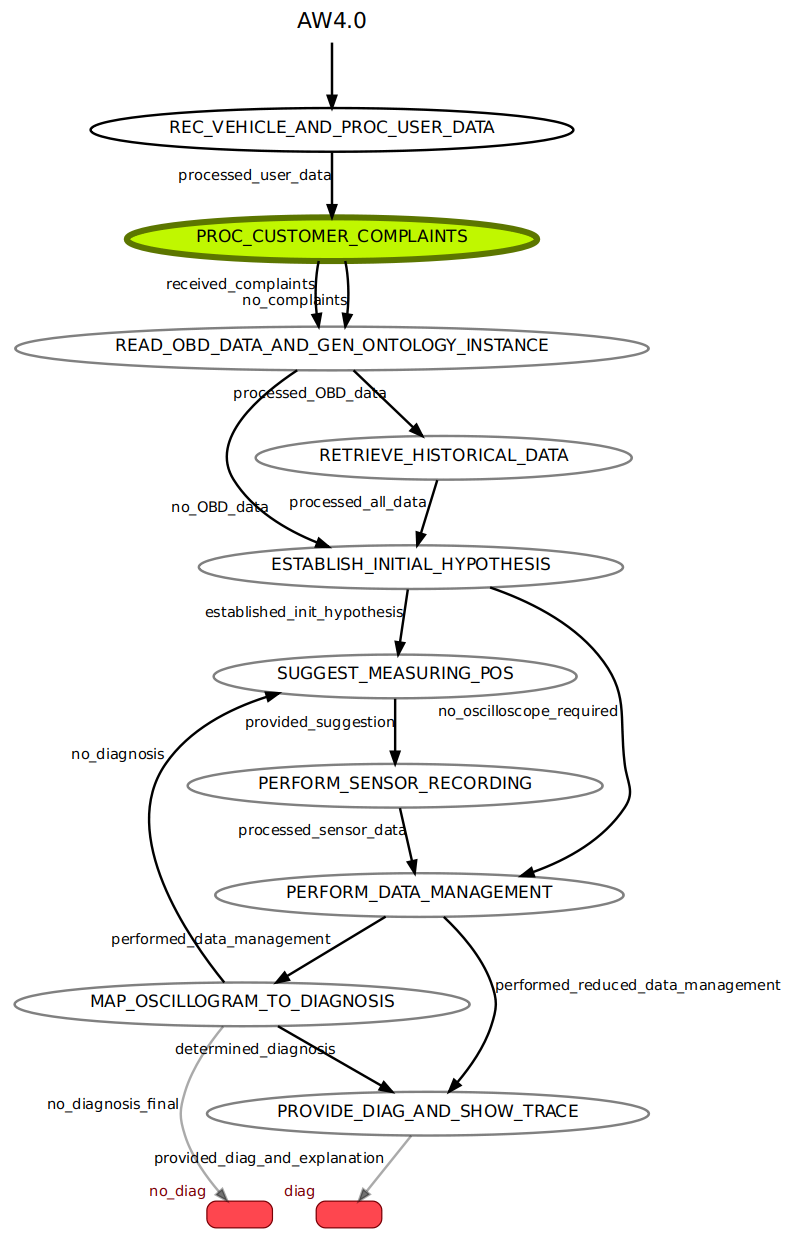 AW4.0
REC_VEHICLE_AND_PROC_USER_DATA
processed_user_data
PROC_CUSTOMER_COMPLAINTS
received_complaints
no_complaints
READ_OBD_DATA_AND_GEN_ONTOLOGY_INSTANCE
processed_OBD_data
RETRIEVE_HISTORICAL_DATA
processed_all_data
no_OBD_data
ESTABLISH_INITIAL_HYPOTHESIS
established_init_hypothesis
SUGGEST_MEASURING_POS
no_oscilloscope_required
provided_suggestion
no_diagnosis
PERFORM_SENSOR_RECORDING
processed_sensor_data
PERFORM_DATA_MANAGEMENT
performed_data_management
performed_reduced_data_management
MAP_OSCILLOGRAM_TO_DIAGNOSIS
determined_diagnosis
no_diagnosis_final
PROVIDE_DIAG_AND_SHOW_TRACE
provided_diag_and_explanation
no_diag
diag